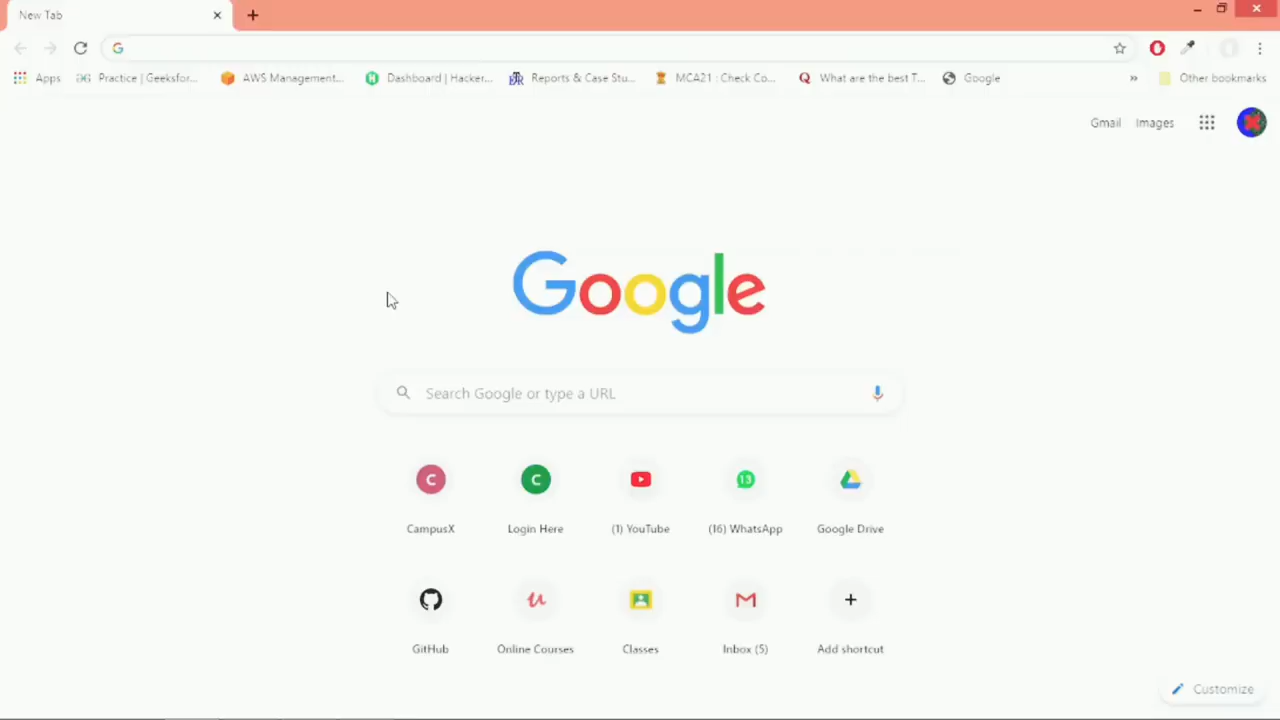 New Tab
Apps Practice | Geeksfor... AWS Management... Dashboard | Hacker... Reports & Case Stu... MCA21 : Check Co... What are the best T... Google » Other bookmarks
Gmail Images
Google
Search Google or type a URL
C C 13
CampusX Login Here (1) YouTube (16) WhatsApp Google Drive
GitHub Online Courses Classes Inbox (5) Add shortcut
Customize